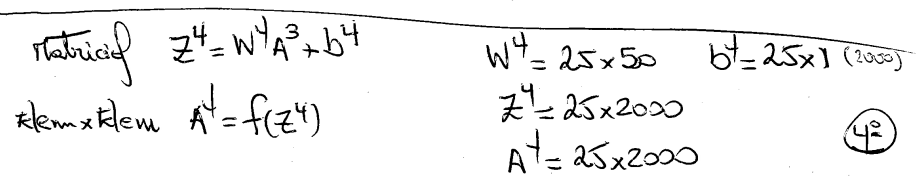 Matricial Z⁴ = W⁴A³ + b⁴ W⁴ = 25x50 b⁴ = 25x1 (2000)
Elem x Elem A⁴ = f(Z⁴) Z⁴ = 25x2000
A⁴ = 25x2000
4º